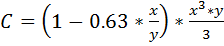 C = (1 − 0.63 * x/y) * x³*y/3